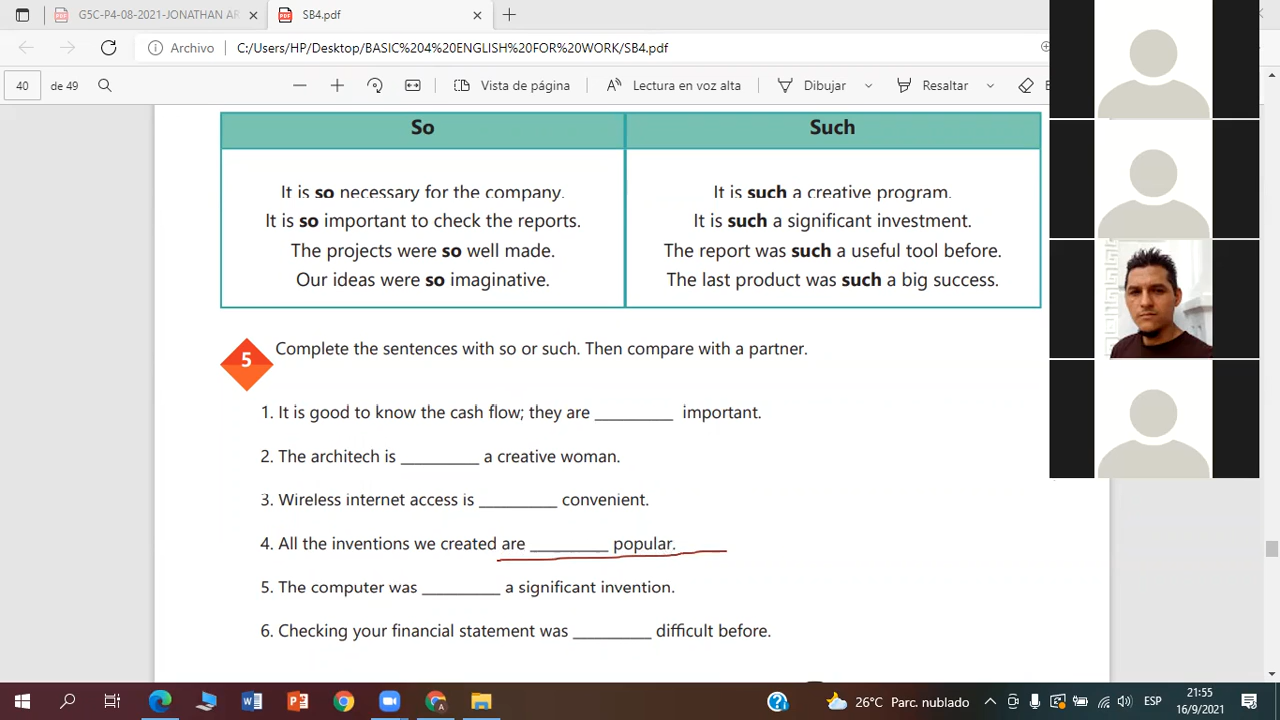 G5C-P4-08-2021-JONATHAN AR
SB4.pdf
Archivo
C:/Users/HP/Desktop/BASIC%204%20ENGLISH%20FOR%20WORK/SB4.pdf
40
de 49
Vista de página
Lectura en voz alta
Dibujar
Resaltar
So
Such
It is so necessary for the company.
It is such a creative program.
It is so important to check the reports.
It is such a significant investment.
The projects were so well made.
The report was such a useful tool before.
Our ideas were so imaginative.
The last product was such a big success.
5
Complete the sentences with so or such. Then compare with a partner.
1. It is good to know the cash flow; they are ________ important.
2. The architech is ________ a creative woman.
3. Wireless internet access is ________ convenient.
4. All the inventions we created are ________ popular.
5. The computer was ________ a significant invention.
6. Checking your financial statement was ________ difficult before.
26°C Parc. nublado
ESP
21:55
16/9/2021